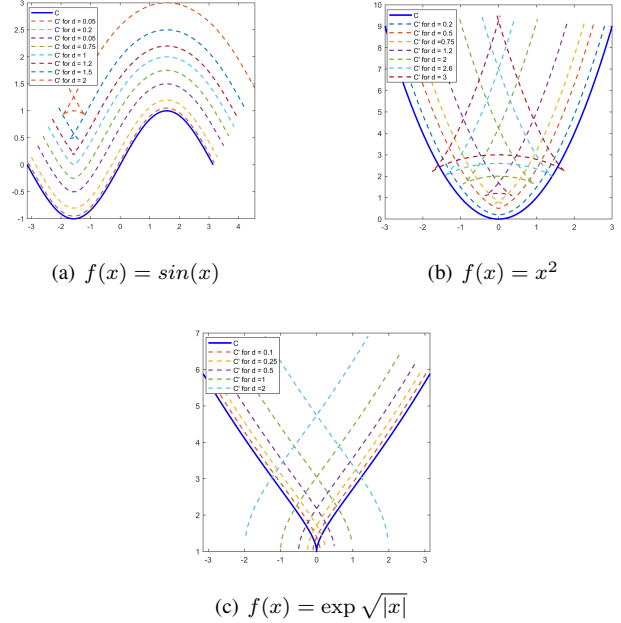 3
2.5
2
1.5
1
0.5
0
-0.5
-1
-3 -2 -1 0 1 2 3 4
C
C' for d = 0.05
C' for d = 0.2
C' for d = 0.05
C' for d = 0.75
C' for d = 1
C' for d = 1.2
C' for d = 1.5
C' for d = 2
(a) f(x) = sin(x)
10
9
8
7
6
5
4
3
2
1
0
-3 -2 -1 0 1 2 3
C
C' for d = 0.2
C' for d = 0.5
C' for d =0.75
C' for d = 1.2
C' for d = 2
C' for d = 2.6
C' for d = 3
(b) f(x) = x²
7
6
5
4
3
2
1
-3 -2 -1 0 1 2 3
C
C' for d = 0.1
C' for d = 0.25
C' for d = 0.5
C' for d =1
C' for d =2
(c) f(x) = exp √|x|